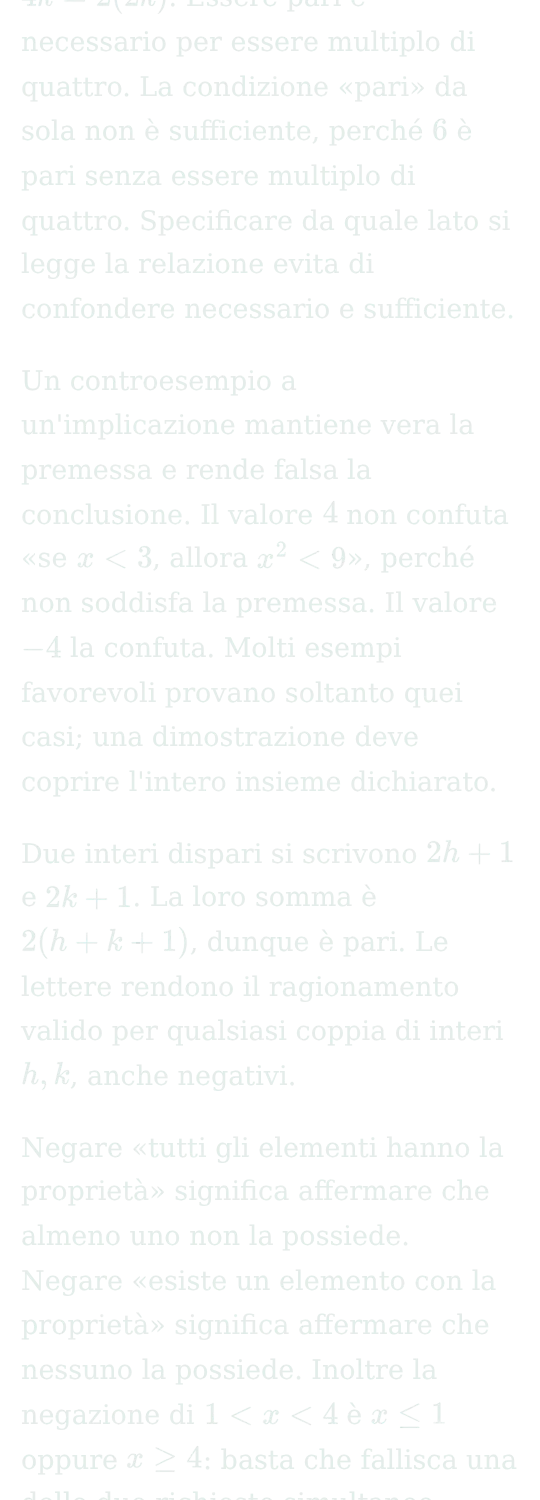 4k = 2(2k). Essere pari è
necessario per essere multiplo di
quattro. La condizione «pari» da
sola non è sufficiente, perché 6 è
pari senza essere multiplo di
quattro. Specificare da quale lato si
legge la relazione evita di
confondere necessario e sufficiente.
Un controesempio a
un'implicazione mantiene vera la
premessa e rende falsa la
conclusione. Il valore 4 non confuta
«se x < 3, allora x² < 9», perché
non soddisfa la premessa. Il valore
−4 la confuta. Molti esempi
favorevoli provano soltanto quei
casi; una dimostrazione deve
coprire l'intero insieme dichiarato.
Due interi dispari si scrivono 2h + 1
e 2k + 1. La loro somma è
2(h + k + 1), dunque è pari. Le
lettere rendono il ragionamento
valido per qualsiasi coppia di interi
h, k, anche negativi.
Negare «tutti gli elementi hanno la
proprietà» significa affermare che
almeno uno non la possiede.
Negare «esiste un elemento con la
proprietà» significa affermare che
nessuno la possiede. Inoltre la
negazione di 1 < x < 4 è x ≤ 1
oppure x ≥ 4: basta che fallisca una
delle due richieste simultanee